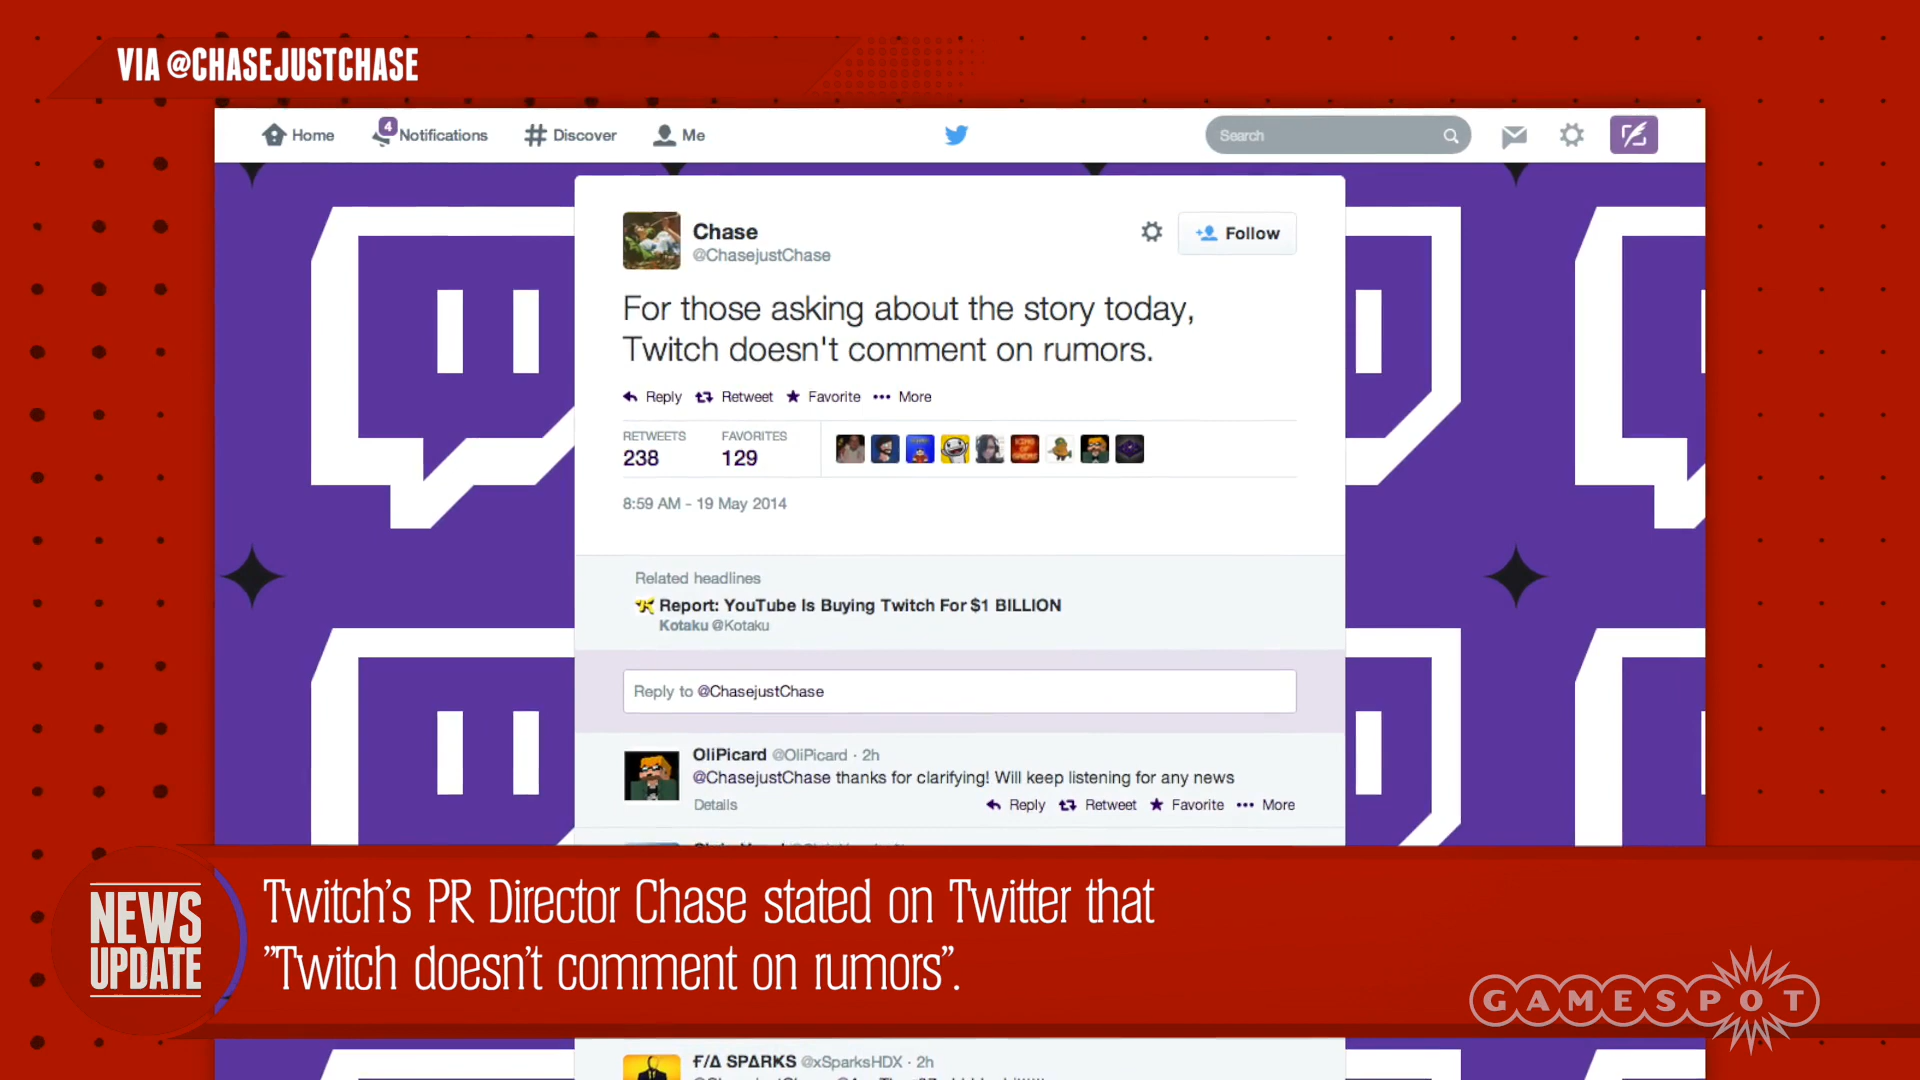 VIA @CHASEJUSTCHASE
Home
4
Notifications
Discover
Me
Search
Chase
@ChasejustChase
Follow
For those asking about the story today,
Twitch doesn't comment on rumors.
Reply Retweet Favorite More
RETWEETS FAVORITES
238 129
8:59 AM - 19 May 2014
Related headlines
Report: YouTube Is Buying Twitch For $1 BILLION
Kotaku @Kotaku
Reply to @ChasejustChase
OliPicard @OliPicard · 2h
@ChasejustChase thanks for clarifying! Will keep listening for any news
Details Reply Retweet Favorite More
NEWS
UPDATE
Twitch's PR Director Chase stated on Twitter that
"Twitch doesn't comment on rumors".
GAMESPOT
F/Δ SPΔRKS @xSparksHDX · 2h